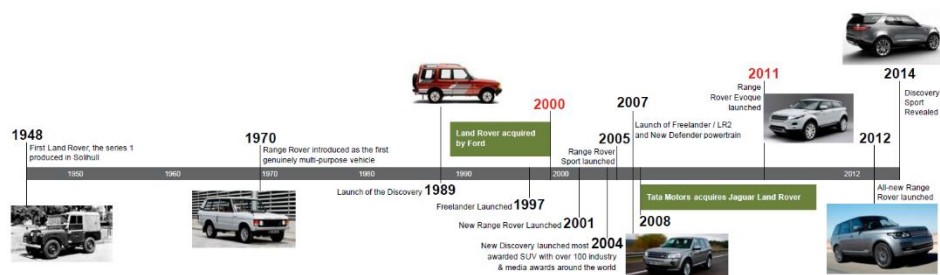 1948
First Land Rover, the series 1
produced in Solihull
1970
Range Rover introduced as the first
genuinely multi-purpose vehicle
Launch of the Discovery
1989
Land Rover acquired
by Ford
2000
Freelander Launched
1997
New Range Rover Launched
2001
New Discovery launched most
awarded SUV with over 100 industry
& media awards around the world
2004
2005
Range Rover
Sport launched
2007
Launch of Freelander / LR2
and New Defender powertrain
2008
Tata Motors acquires Jaguar Land Rover
2011
Range
Rover Evoque
launched
2012
All-new Range
Rover launched
2014
Discovery
Sport
Revealed
1950
1960
1970
1980
1990
2000
2012